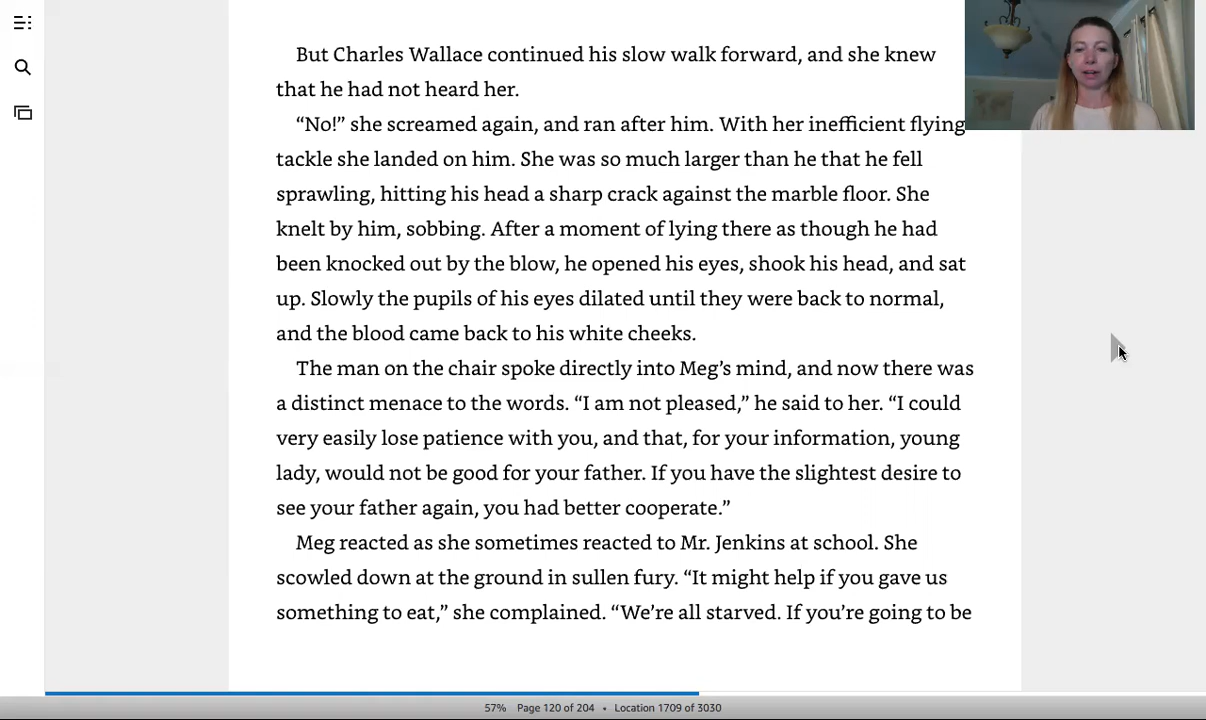 But Charles Wallace continued his slow walk forward, and she knew
that he had not heard her.
“No!” she screamed again, and ran after him. With her inefficient flying
tackle she landed on him. She was so much larger than he that he fell
sprawling, hitting his head a sharp crack against the marble floor. She
knelt by him, sobbing. After a moment of lying there as though he had
been knocked out by the blow, he opened his eyes, shook his head, and sat
up. Slowly the pupils of his eyes dilated until they were back to normal,
and the blood came back to his white cheeks.
The man on the chair spoke directly into Meg’s mind, and now there was
a distinct menace to the words. “I am not pleased,” he said to her. “I could
very easily lose patience with you, and that, for your information, young
lady, would not be good for your father. If you have the slightest desire to
see your father again, you had better cooperate.”
Meg reacted as she sometimes reacted to Mr. Jenkins at school. She
scowled down at the ground in sullen fury. “It might help if you gave us
something to eat,” she complained. “We’re all starved. If you’re going to be
57% Page 120 of 204 • Location 1709 of 3030